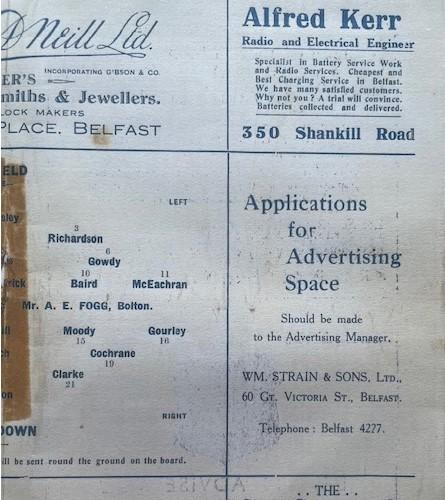 O'Neill Ltd.
INCORPORATING GIBSON & CO.
& Jewellers.
MAKERS
PLACE, BELFAST
Alfred Kerr
Radio and Electrical Engineer
Specialist in Battery Service Work
and Radio Services. Cheapest and
Best Charging Service in Belfast.
We have many satisfied customers.
Why not you? A trial will convince.
Batteries collected and delivered.
350 Shankill Road
LEFT
3
Richardson
6
Gowdy
10 11
Baird McEachran
Mr. A. E. FOGG, Bolton.
Moody Gourley
15 16
Cochrane
19
Clarke
21
RIGHT
DOWN
will be sent round the ground on the board.
Applications
for
Advertising
Space
Should be made
to the Advertising Manager.
WM. STRAIN & SONS, LTD.,
60 GT. VICTORIA ST., BELFAST.
Telephone: Belfast 4227.
.. THE ..